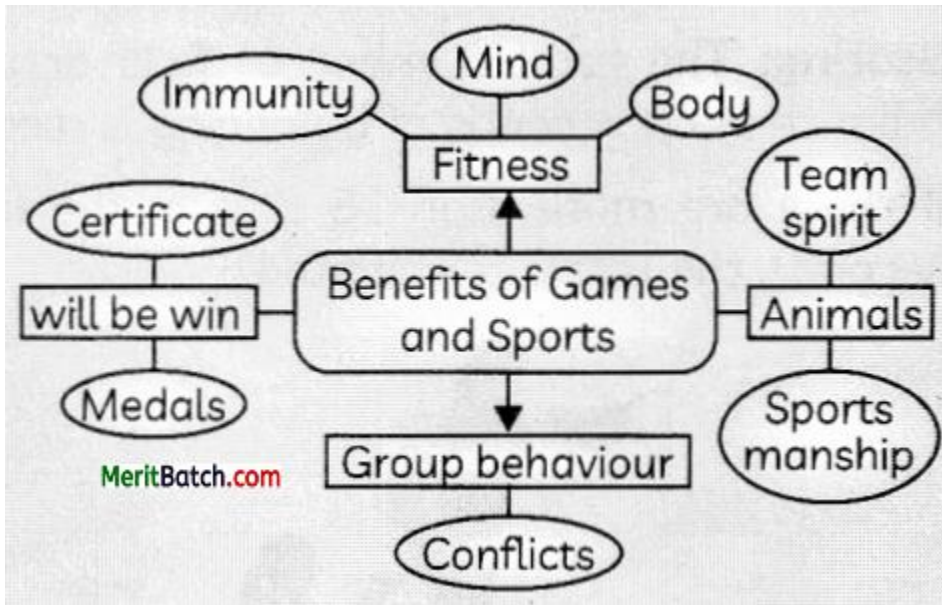 Mind
Immunity
Body
Fitness
Team
spirit
Certificate
Benefits of Games
and Sports
will be win
Animals
Medals
Sports
manship
MeritBatch.com
Group behaviour
Conflicts